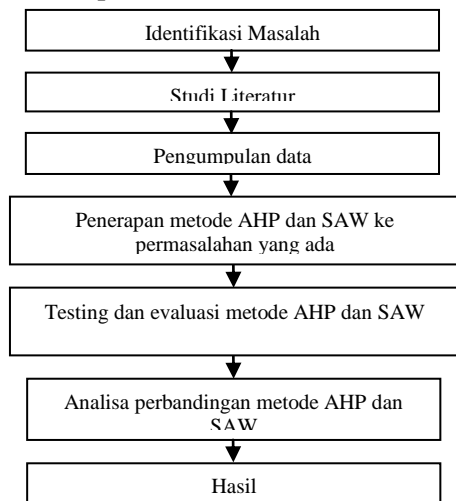 Identifikasi Masalah
Studi Literatur
Pengumpulan data
Penerapan metode AHP dan SAW ke
permasalahan yang ada
Testing dan evaluasi metode AHP dan SAW
Analisa perbandingan metode AHP dan
SAW
Hasil